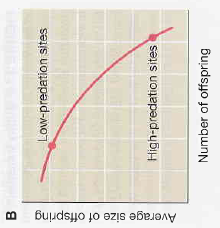 B
Low-predation sites
High-predation sites
Number of offspring
Average size of offspring